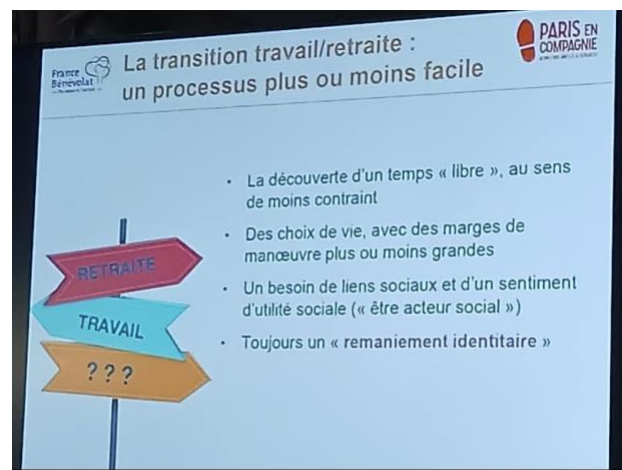 France
Bénévolat
La transition travail/retraite :
un processus plus ou moins facile
PARIS EN
COMPAGNIE
• La découverte d'un temps « libre », au sens
de moins contraint
• Des choix de vie, avec des marges de
manœuvre plus ou moins grandes
• Un besoin de liens sociaux et d'un sentiment
d'utilité sociale (« être acteur social »)
• Toujours un « remaniement identitaire »
RETRAITE
TRAVAIL
???